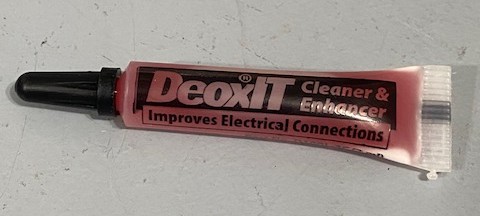 DeoxIT®
Cleaner &
Enhancer
Improves Electrical Connections